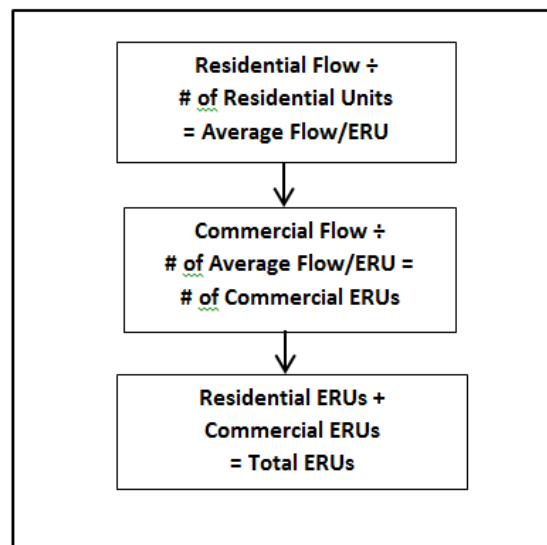 Residential Flow ÷
# of Residential Units
= Average Flow/ERU
Commercial Flow ÷
# of Average Flow/ERU =
# of Commercial ERUs
Residential ERUs +
Commercial ERUs
= Total ERUs